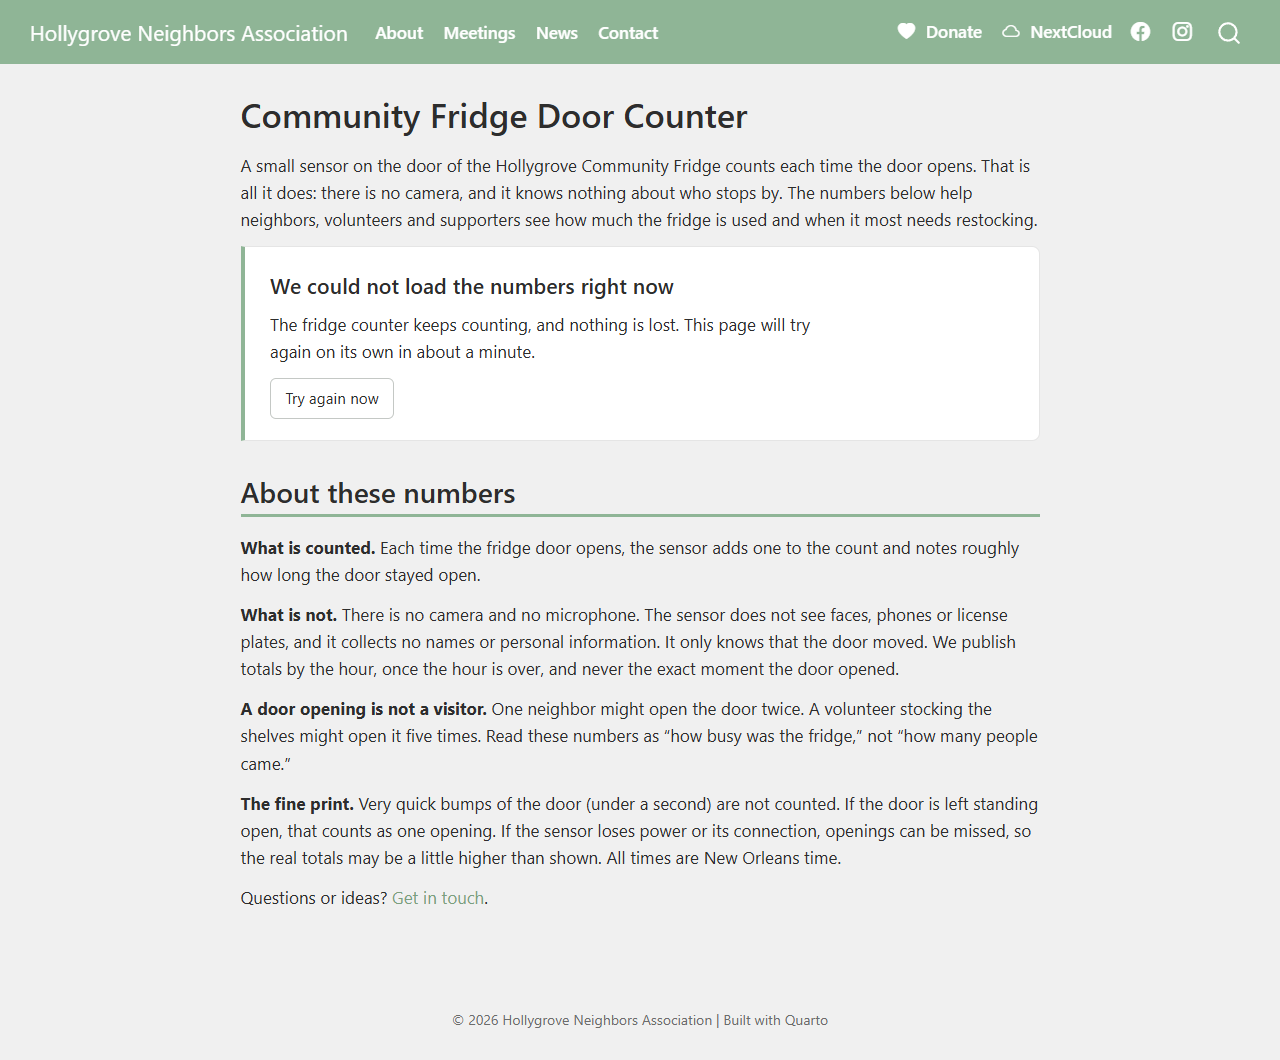 Hollygrove Neighbors Association About Meetings News Contact Donate NextCloud
Community Fridge Door Counter
A small sensor on the door of the Hollygrove Community Fridge counts each time the door opens. That is
all it does: there is no camera, and it knows nothing about who stops by. The numbers below help
neighbors, volunteers and supporters see how much the fridge is used and when it most needs restocking.
We could not load the numbers right now
The fridge counter keeps counting, and nothing is lost. This page will try
again on its own in about a minute.
Try again now
About these numbers
What is counted. Each time the fridge door opens, the sensor adds one to the count and notes roughly
how long the door stayed open.
What is not. There is no camera and no microphone. The sensor does not see faces, phones or license
plates, and it collects no names or personal information. It only knows that the door moved. We publish
totals by the hour, once the hour is over, and never the exact moment the door opened.
A door opening is not a visitor. One neighbor might open the door twice. A volunteer stocking the
shelves might open it five times. Read these numbers as “how busy was the fridge,” not “how many people
came.”
The fine print. Very quick bumps of the door (under a second) are not counted. If the door is left standing
open, that counts as one opening. If the sensor loses power or its connection, openings can be missed, so
the real totals may be a little higher than shown. All times are New Orleans time.
Questions or ideas? Get in touch.
© 2026 Hollygrove Neighbors Association | Built with Quarto